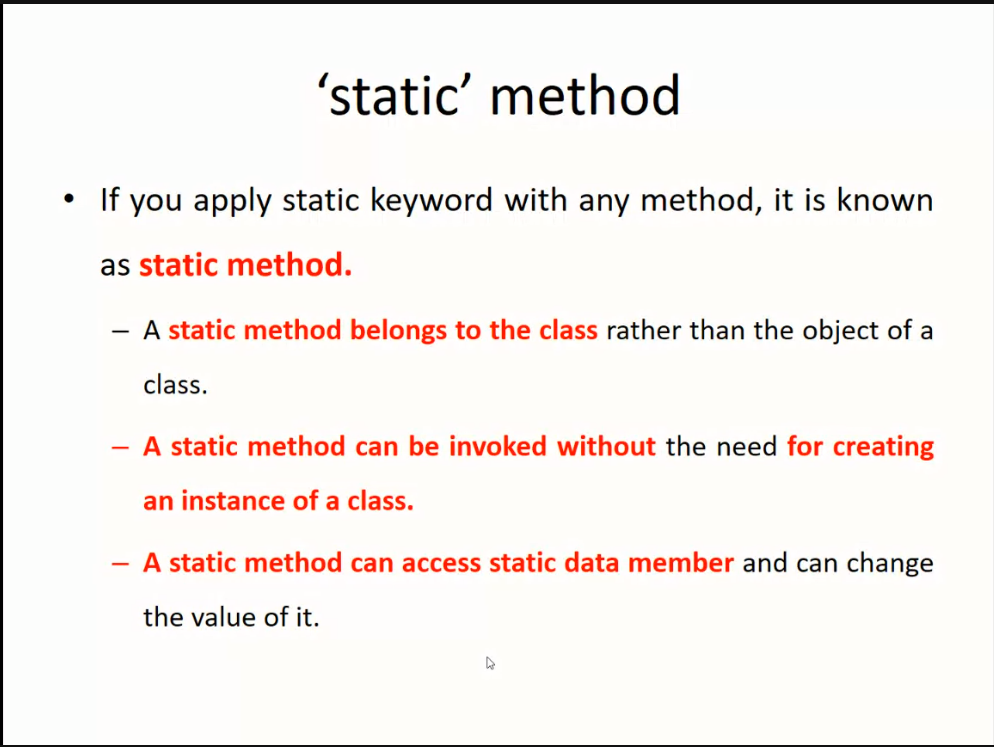 ‘static’ method
• If you apply static keyword with any method, it is known
as static method.
– A static method belongs to the class rather than the object of a
class.
– A static method can be invoked without the need for creating
an instance of a class.
– A static method can access static data member and can change
the value of it.